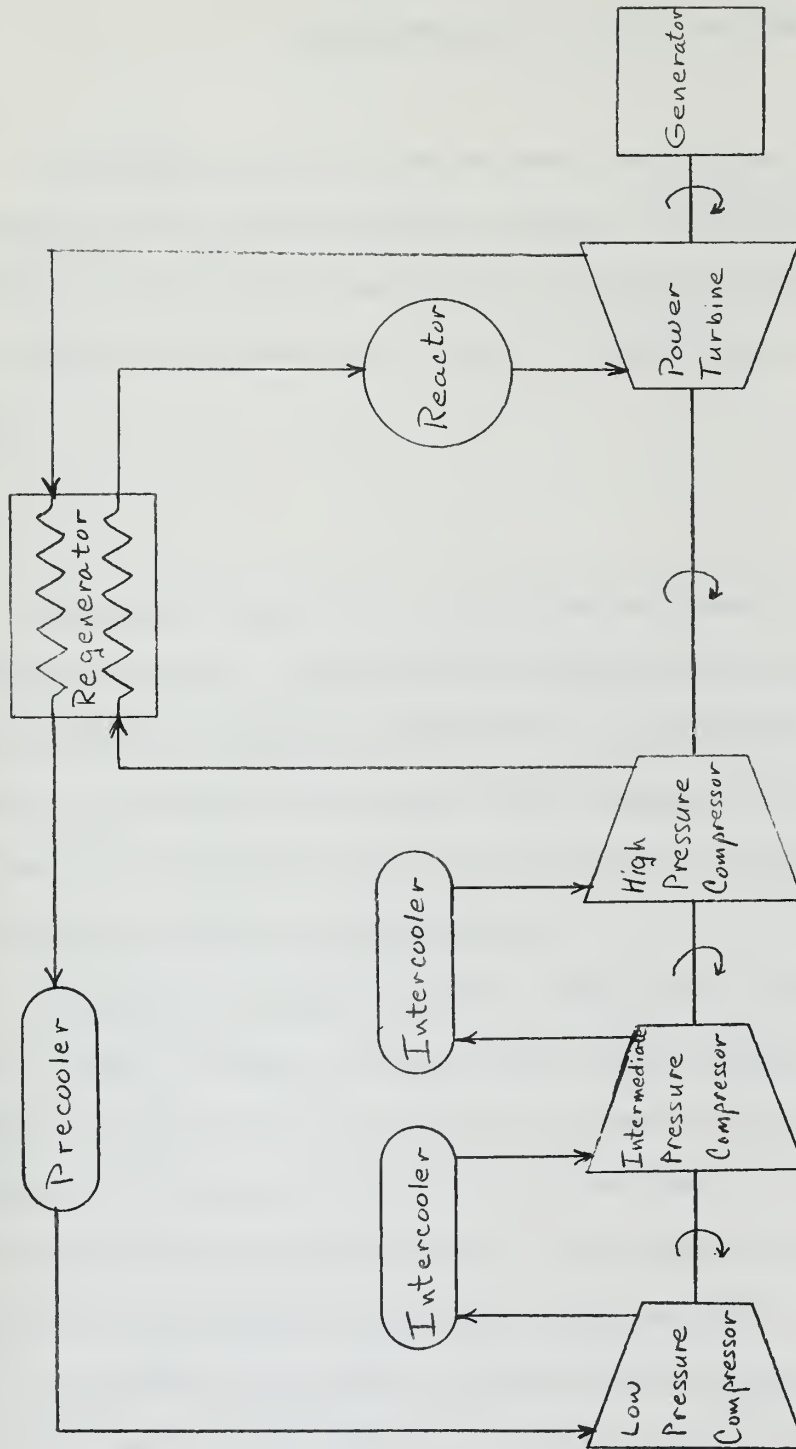 Precooler
Regenerator
Intercooler
Intercooler
Reactor
Low
Pressure
Compressor
Intermediate
Pressure
Compressor
High
Pressure
Compressor
Power
Turbine
Generator